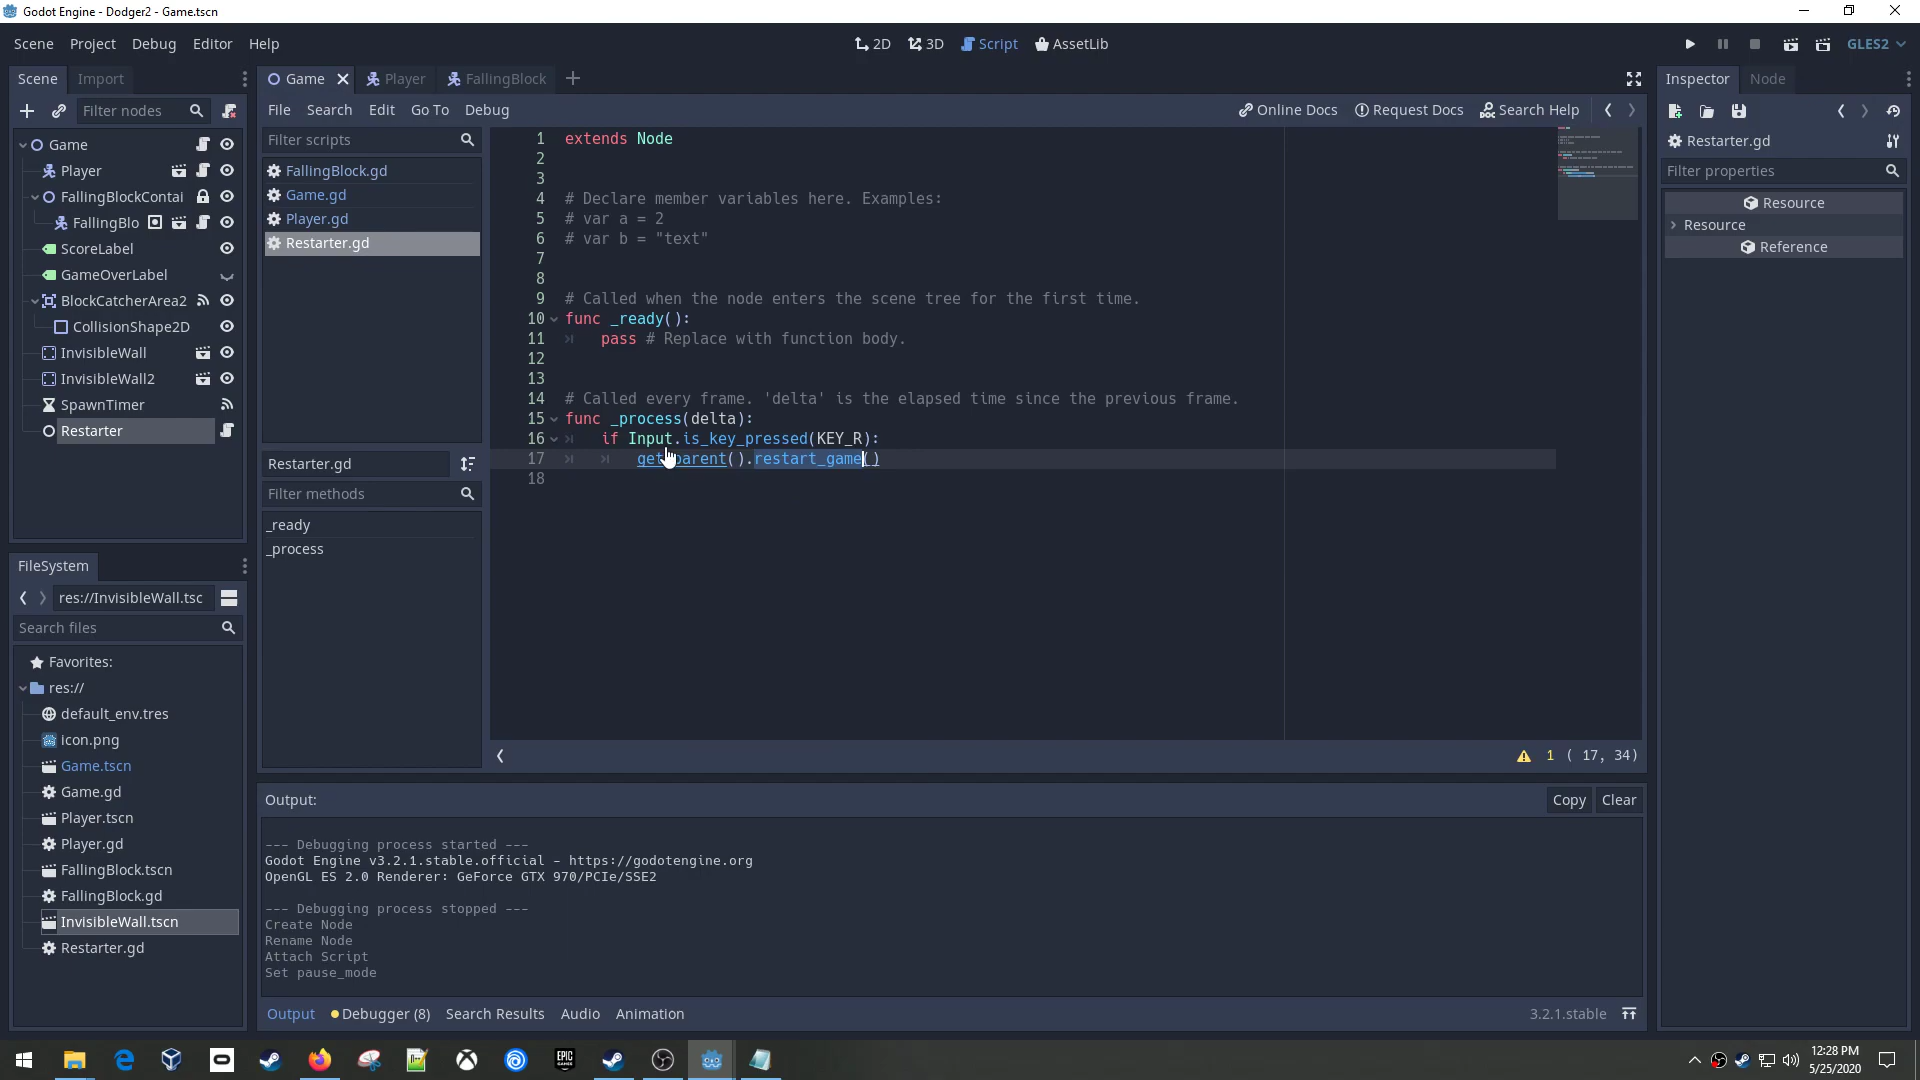 Godot Engine - Dodger2 - Game.tscn
Scene Project Debug Editor Help
2D 3D Script AssetLib
GLES2
Scene Import
Filter nodes
Game
Player
FallingBlockContai
FallingBlo
ScoreLabel
GameOverLabel
BlockCatcherArea2
CollisionShape2D
InvisibleWall
InvisibleWall2
SpawnTimer
Restarter
FileSystem
res://InvisibleWall.tsc
Search files
Favorites:
res://
default_env.tres
icon.png
Game.tscn
Game.gd
Player.tscn
Player.gd
FallingBlock.tscn
FallingBlock.gd
InvisibleWall.tscn
Restarter.gd
Game Player FallingBlock
File Search Edit Go To Debug
Online Docs Request Docs Search Help
Filter scripts
FallingBlock.gd
Game.gd
Player.gd
Restarter.gd
Restarter.gd
Filter methods
_ready
_process
1 extends Node
2
3
4 # Declare member variables here. Examples:
5 # var a = 2
6 # var b = "text"
7
8
9 # Called when the node enters the scene tree for the first time.
10 func _ready():
11 pass # Replace with function body.
12
13
14 # Called every frame. 'delta' is the elapsed time since the previous frame.
15 func _process(delta):
16 if Input.is_key_pressed(KEY_R):
17 get_parent().restart_game()
18
1 ( 17, 34)
Output:
Copy Clear
--- Debugging process started ---
Godot Engine v3.2.1.stable.official - https://godotengine.org
OpenGL ES 2.0 Renderer: GeForce GTX 970/PCIe/SSE2
--- Debugging process stopped ---
Create Node
Rename Node
Attach Script
Set pause_mode
Output Debugger (8) Search Results Audio Animation
3.2.1.stable
Inspector Node
Restarter.gd
Filter properties
Resource
Resource
Reference
EPIC
GAMES
12:28 PM
5/25/2020